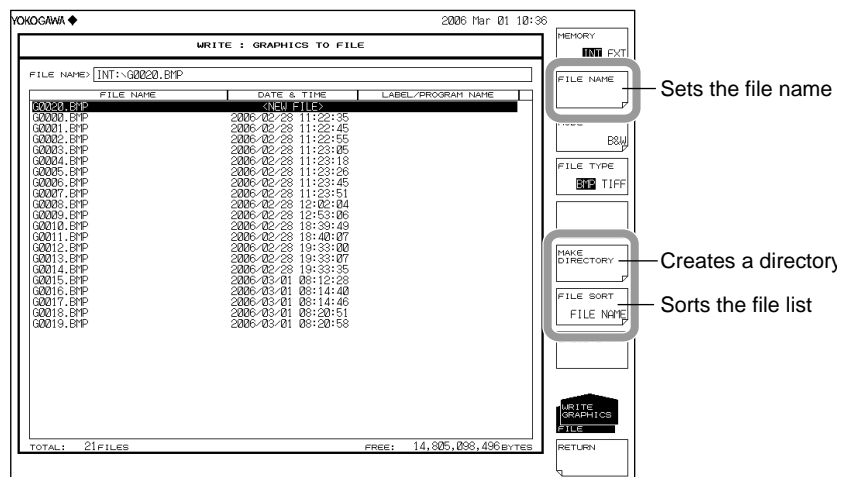 YOKOGAWA ◆ 2006 Mar 01 10:36
WRITE : GRAPHICS TO FILE
FILE NAME> INT:\G0020.BMP
FILE NAME DATE & TIME LABEL/PROGRAM NAME
G0020.BMP <NEW FILE>
G0000.BMP 2006/02/28 11:22:35
G0001.BMP 2006/02/28 11:22:45
G0002.BMP 2006/02/28 11:22:55
G0003.BMP 2006/02/28 11:23:05
G0004.BMP 2006/02/28 11:23:18
G0005.BMP 2006/02/28 11:23:26
G0006.BMP 2006/02/28 11:23:45
G0007.BMP 2006/02/28 11:23:51
G0008.BMP 2006/02/28 12:02:04
G0009.BMP 2006/02/28 12:53:06
G0010.BMP 2006/02/28 18:39:49
G0011.BMP 2006/02/28 18:40:07
G0012.BMP 2006/02/28 19:33:00
G0013.BMP 2006/02/28 19:33:07
G0014.BMP 2006/02/28 19:33:35
G0015.BMP 2006/03/01 08:12:28
G0016.BMP 2006/03/01 08:14:40
G0017.BMP 2006/03/01 08:14:46
G0018.BMP 2006/03/01 08:20:51
G0019.BMP 2006/03/01 08:20:58
TOTAL: 21FILES FREE: 14,805,098,496BYTES
MEMORY
INT EXT
FILE NAME
Sets the file name
B&W
FILE TYPE
BMP TIFF
MAKE
DIRECTORY
Creates a directory
FILE SORT
FILE NAME
Sorts the file list
WRITE
GRAPHICS
FILE
RETURN